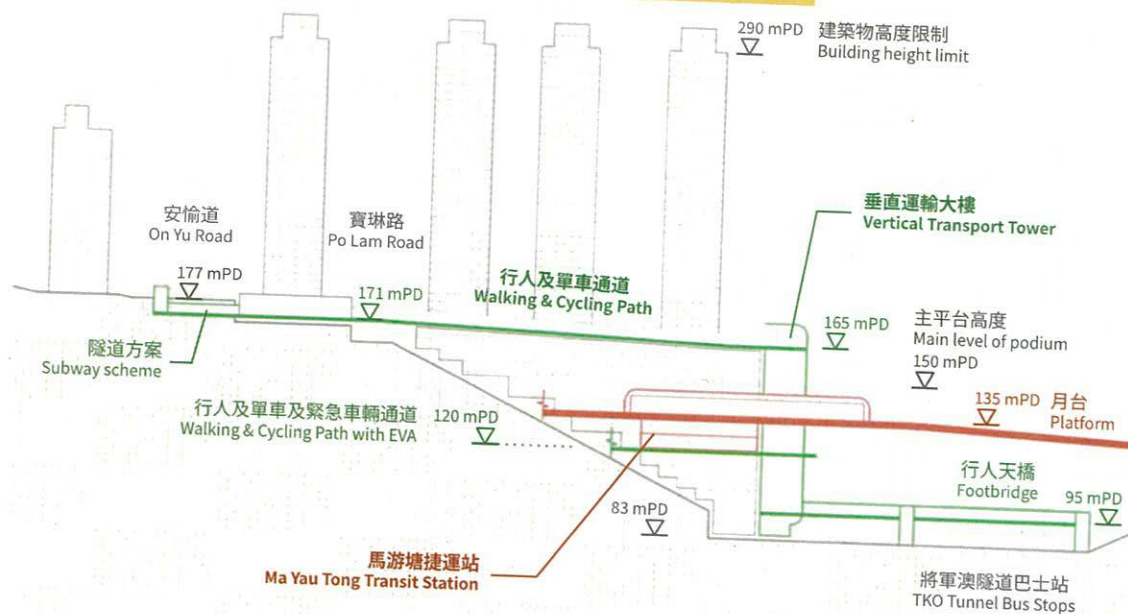 290 mPD
建築物高度限制
Building height limit
安愉道
On Yu Road
寶琳路
Po Lam Road
垂直運輸大樓
Vertical Transport Tower
177 mPD
171 mPD
行人及單車通道
Walking & Cycling Path
165 mPD
主平台高度
Main level of podium
150 mPD
隧道方案
Subway scheme
行人及單車及緊急車輛通道
Walking & Cycling Path with EVA
120 mPD
135 mPD
月台
Platform
行人天橋
Footbridge
95 mPD
83 mPD
馬游塘捷運站
Ma Yau Tong Transit Station
將軍澳隧道巴士站
TKO Tunnel Bus Stops